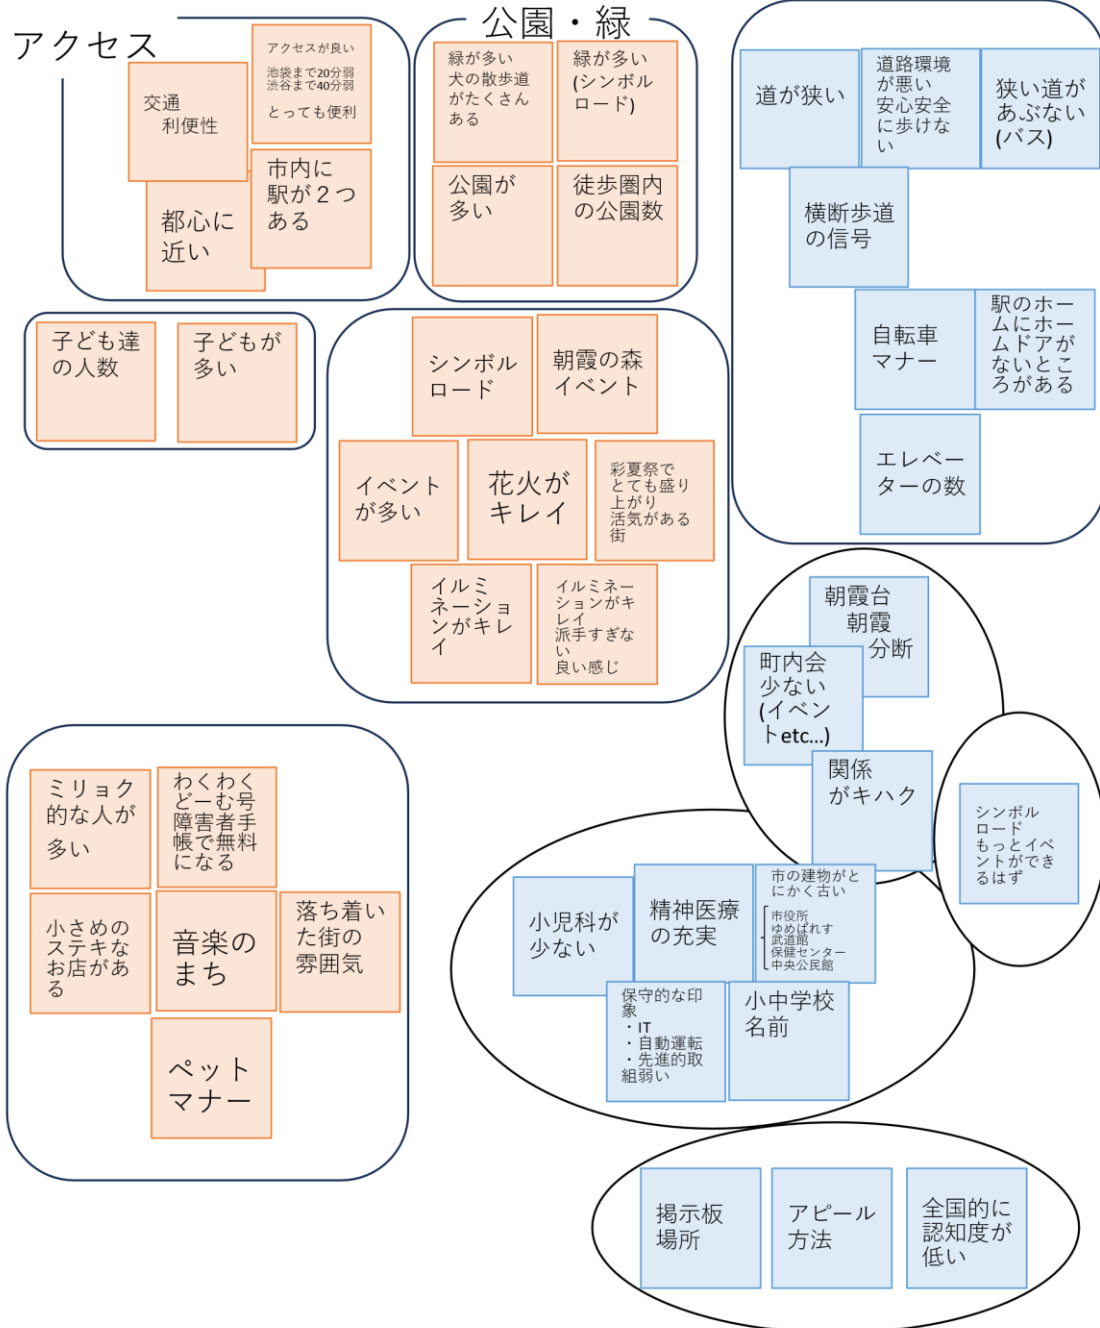 アクセス
アクセスが良い
池袋まで20分弱
渋谷まで40分弱
とっても便利
交通
利便性
市内に
駅が２つ
ある
都心に
近い
公園・緑
緑が多い
犬の散歩道
がたくさん
ある
緑が多い
(シンボル
ロード)
公園が
多い
徒歩圏内
の公園数
道が狭い
道路環境
が悪い
安心安全
に歩けな
い
狭い道が
あぶない
(バス)
横断歩道
の信号
自転車
マナー
駅のホー
ムにホー
ムドアが
ないとこ
ろがある
エレベー
ターの数
子ども達
の人数
子どもが
多い
シンボル
ロード
朝霞の森
イベント
イベント
が多い
花火が
キレイ
彩夏祭で
とても盛り
上がり
活気がある
街
イルミ
ネーショ
ンがキレ
イ
イルミネー
ションがキ
レイ
派手すぎな
い
良い感じ
朝霞台
朝霞
分断
町内会
少ない
(イベン
トetc…)
関係
がキハク
シンボル
ロード
もっとイベ
ントができ
るはず
ミリョク
的な人が
多い
わくわく
どーむ号
障害者手
帳で無料
になる
小さめの
ステキな
お店があ
る
音楽の
まち
落ち着い
た街の
雰囲気
ペット
マナー
小児科が
少ない
精神医療
の充実
市の建物がと
にかく古い
市役所
ゆめぱれす
武道館
保健センター
中央公民館
保守的な印
象
・IT
・自動運転
・先進的取
組弱い
小中学校
名前
掲示板
場所
アピール
方法
全国的に
認知度が
低い